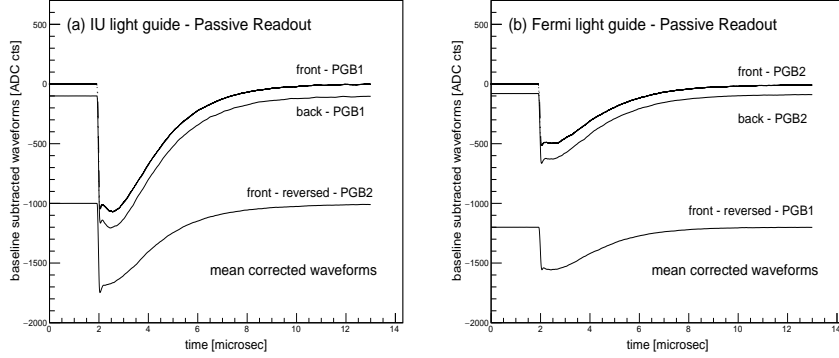 (a) IU light guide - Passive Readout
500
0
−500
−1000
−1500
−2000
baseline subtracted waveforms [ADC cts]
front - PGB1
back - PGB1
front - reversed - PGB2
mean corrected waveforms
0 2 4 6 8 10 12 14
time [microsec]
(b) Fermi light guide - Passive Readout
500
0
−500
−1000
−1500
−2000
baseline subtracted waveforms [ADC cts]
front - PGB2
back - PGB2
front - reversed - PGB1
mean corrected waveforms
0 2 4 6 8 10 12 14
time [microsec]